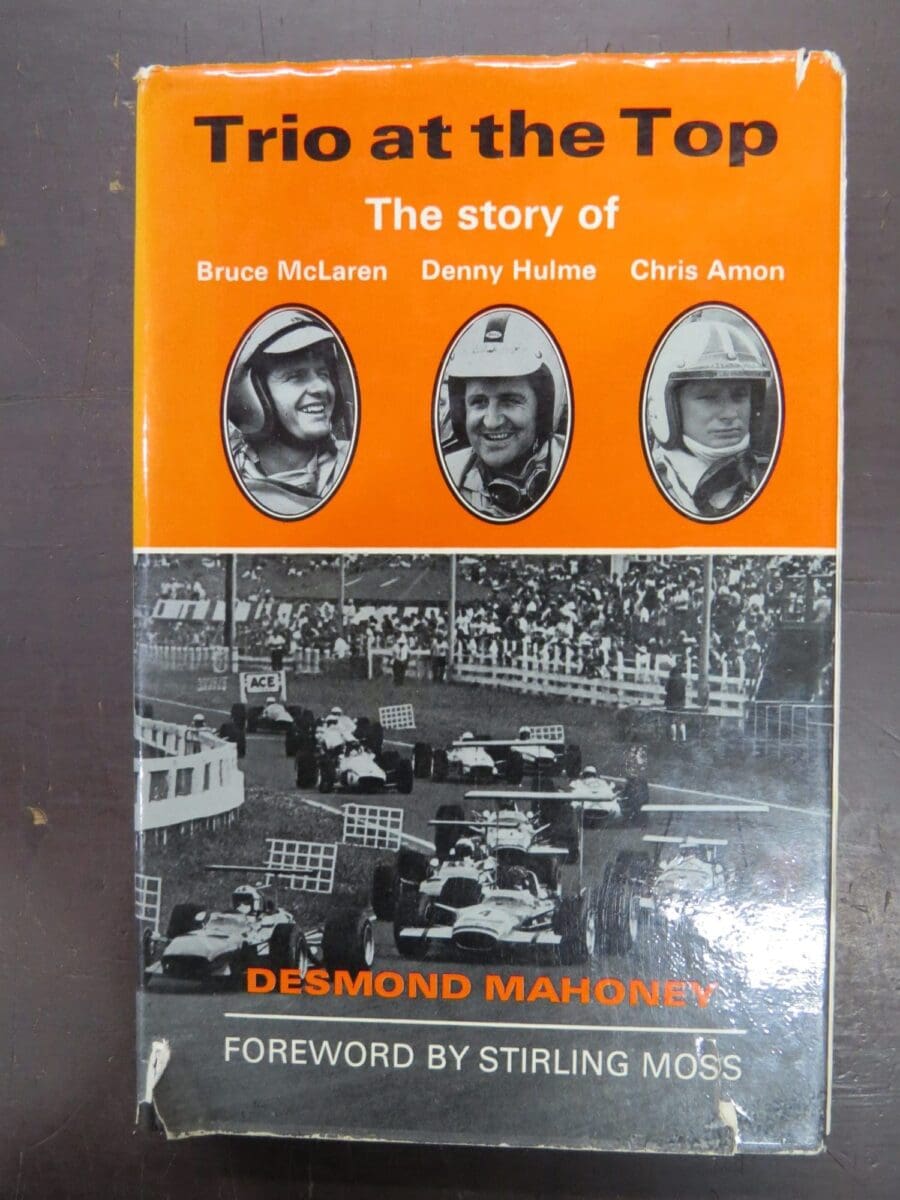 Trio at the Top
The story of
Bruce McLaren Denny Hulme Chris Amon
ACE
4
DESMOND MAHONEY
FOREWORD BY STIRLING MOSS